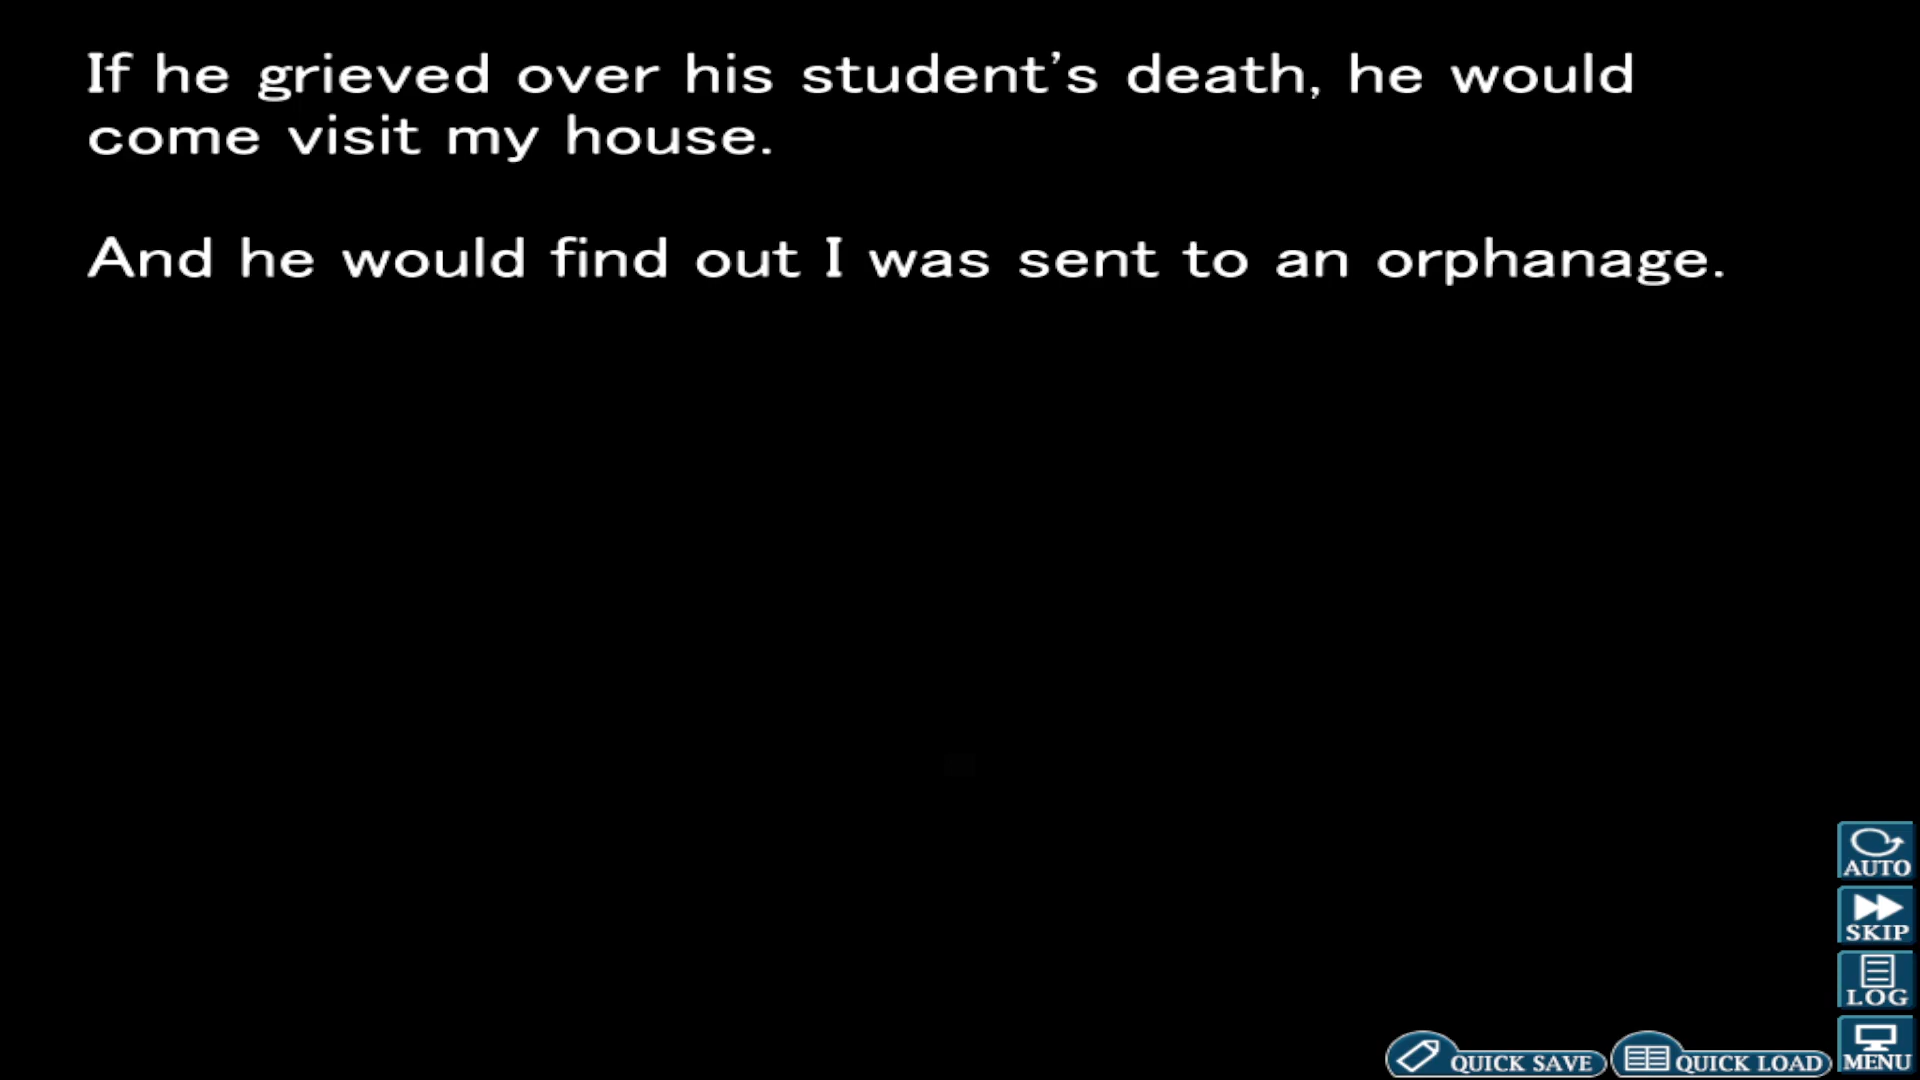 If he grieved over his student's death, he would
come visit my house.
And he would find out I was sent to an orphanage.
AUTO
SKIP
LOG
MENU
QUICK SAVE
QUICK LOAD